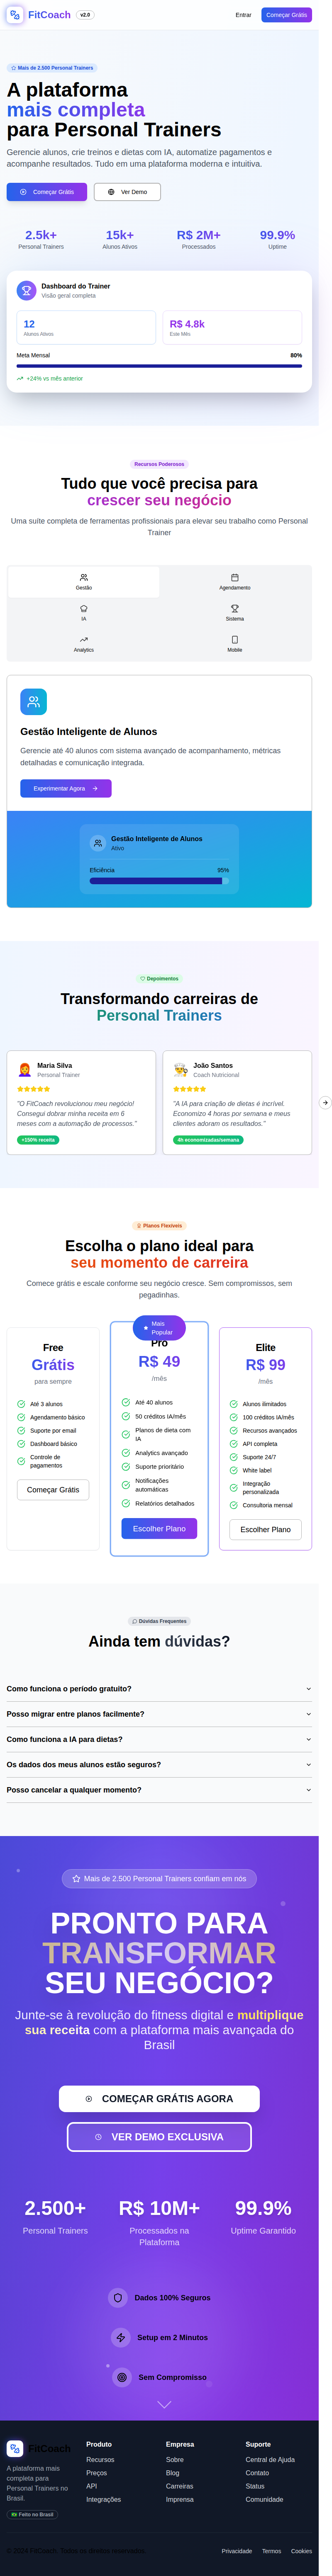 FitCoach
v2.0
Entrar
Começar Grátis
Mais de 2.500 Personal Trainers
A plataforma
mais completa
para Personal Trainers
Gerencie alunos, crie treinos e dietas com IA, automatize pagamentos e
acompanhe resultados. Tudo em uma plataforma moderna e intuitiva.
Começar Grátis
Ver Demo
2.5k+
Personal Trainers
15k+
Alunos Ativos
R$ 2M+
Processados
99.9%
Uptime
Dashboard do Trainer
Visão geral completa
12
Alunos Ativos
R$ 4.8k
Este Mês
Meta Mensal
80%
+24% vs mês anterior
Recursos Poderosos
Tudo que você precisa para
crescer seu negócio
Uma suíte completa de ferramentas profissionais para elevar seu trabalho como Personal
Trainer
Gestão
Agendamento
IA
Sistema
Analytics
Mobile
Gestão Inteligente de Alunos
Gerencie até 40 alunos com sistema avançado de acompanhamento, métricas
detalhadas e comunicação integrada.
Experimentar Agora
Gestão Inteligente de Alunos
Ativo
Eficiência
95%
Depoimentos
Transformando carreiras de
Personal Trainers
Maria Silva
Personal Trainer
"O FitCoach revolucionou meu negócio!
Consegui dobrar minha receita em 6
meses com a automação de processos."
+150% receita
João Santos
Coach Nutricional
"A IA para criação de dietas é incrível.
Economizo 4 horas por semana e meus
clientes adoram os resultados."
4h economizadas/semana
Planos Flexíveis
Escolha o plano ideal para
seu momento de carreira
Comece grátis e escale conforme seu negócio cresce. Sem compromissos, sem
pegadinhas.
Free
Grátis
para sempre
Até 3 alunos
Agendamento básico
Suporte por email
Dashboard básico
Controle de
pagamentos
Começar Grátis
Mais
Popular
Pro
R$ 49
/mês
Até 40 alunos
50 créditos IA/mês
Planos de dieta com
IA
Analytics avançado
Suporte prioritário
Notificações
automáticas
Relatórios detalhados
Escolher Plano
Elite
R$ 99
/mês
Alunos ilimitados
100 créditos IA/mês
Recursos avançados
API completa
Suporte 24/7
White label
Integração
personalizada
Consultoria mensal
Escolher Plano
Dúvidas Frequentes
Ainda tem dúvidas?
Como funciona o período gratuito?
Posso migrar entre planos facilmente?
Como funciona a IA para dietas?
Os dados dos meus alunos estão seguros?
Posso cancelar a qualquer momento?
Mais de 2.500 Personal Trainers confiam em nós
PRONTO PARA
TRANSFORMAR
SEU NEGÓCIO?
Junte-se à revolução do fitness digital e multiplique
sua receita com a plataforma mais avançada do
Brasil
COMEÇAR GRÁTIS AGORA
VER DEMO EXCLUSIVA
2.500+
Personal Trainers
R$ 10M+
Processados na
Plataforma
99.9%
Uptime Garantido
Dados 100% Seguros
Setup em 2 Minutos
Sem Compromisso
FitCoach
A plataforma mais
completa para
Personal Trainers no
Brasil.
Feito no Brasil
Produto
Recursos
Preços
API
Integrações
Empresa
Sobre
Blog
Carreiras
Imprensa
Suporte
Central de Ajuda
Contato
Status
Comunidade
© 2024 FitCoach. Todos os direitos reservados.
Privacidade
Termos
Cookies